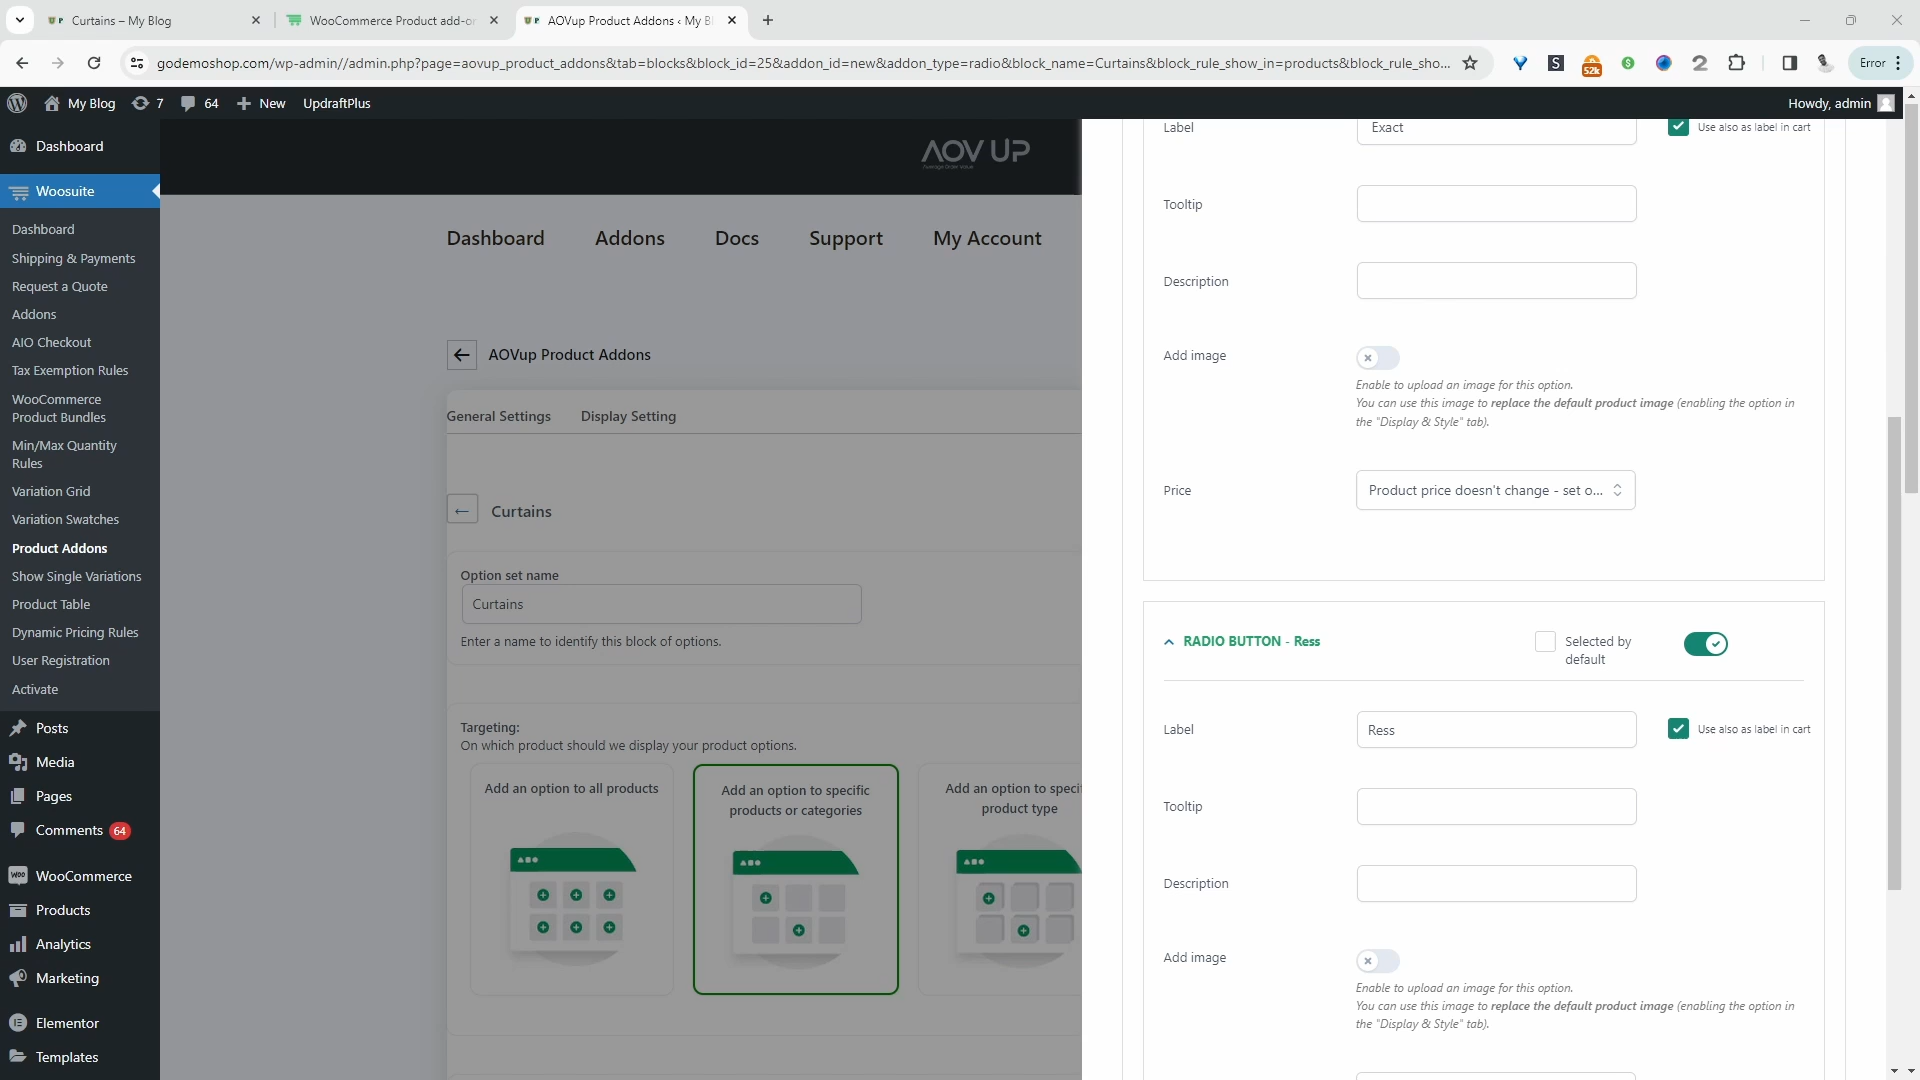 Curtains – My Blog
WooCommerce Product add-or
AOVup Product Addons ‹ My Bl
godemoshop.com/wp-admin//admin.php?page=aovup_product_addons&tab=blocks&block_id=25&addon_id=new&addon_type=radio&block_name=Curtains&block_rule_show_in=products&block_rule_sho...
S
52k
Error
My Blog
7
64
New
UpdraftPlus
Howdy, admin
Dashboard
Woosuite
Dashboard
Shipping & Payments
Request a Quote
Addons
AIO Checkout
Tax Exemption Rules
WooCommerce
Product Bundles
Min/Max Quantity
Rules
Variation Grid
Variation Swatches
Product Addons
Show Single Variations
Product Table
Dynamic Pricing Rules
User Registration
Activate
Posts
Media
Pages
Comments 64
WooCommerce
Products
Analytics
Marketing
Elementor
Templates
AOV UP
Dashboard
Addons
Docs
Support
My Account
AOVup Product Addons
General Settings
Display Setting
Curtains
Option set name
Curtains
Enter a name to identify this block of options.
Targeting:
On which product should we display your product options.
Add an option to all products
Add an option to specific
products or categories
Add an option to specif
product type
Label
Exact
Use also as label in cart
Tooltip
Description
Add image
Enable to upload an image for this option.
You can use this image to replace the default product image (enabling the option in
the "Display & Style" tab).
Price
Product price doesn't change - set o...
RADIO BUTTON - Ress
Selected by
default
Label
Ress
Use also as label in cart
Tooltip
Description
Add image
Enable to upload an image for this option.
You can use this image to replace the default product image (enabling the option in
the "Display & Style" tab).